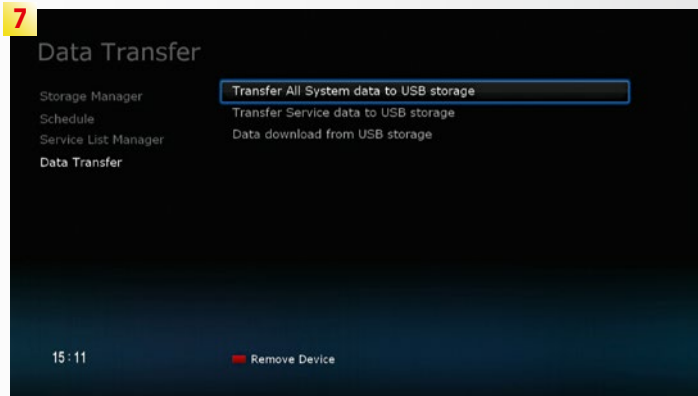 7
Data Transfer
Storage Manager
Schedule
Service List Manager
Data Transfer
Transfer All System data to USB storage
Transfer Service data to USB storage
Data download from USB storage
15:11
Remove Device